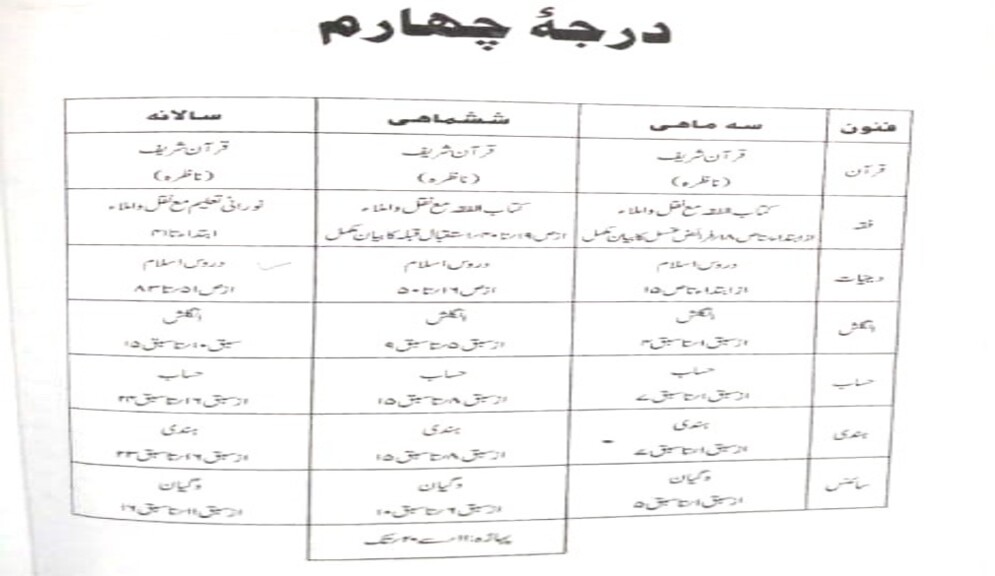 درجۂ چہارم
فنون سہ ماہی ششماہی سالانہ
قرآن قرآن شریف قرآن شریف قرآن شریف
(ناظرہ) (ناظرہ) (ناظرہ)
فقہ کتاب الفقہ مع نقل واملاء کتاب الفقہ مع نقل واملاء نورانی تعلیم مع نقل واملاء
از ابتداء تا ص ۱۸، فرائض غسل کا بیان مکمل از ص ۱۹ تا ۴۰، استقبال قبلہ کا بیان مکمل ابتداء تا ۴۱
دینیات دروس اسلام دروس اسلام دروس اسلام
از ابتداء تا ص ۱۵ از ص ۱۶ تا ۵۰ از ص ۵۱ تا ۸۳
انگلش انگلش انگلش انگلش
از سبق ۱ تا سبق ۴ از سبق ۵ تا سبق ۹ سبق ۱۰ تا سبق ۱۵
حساب حساب حساب حساب
از سبق ۱ تا سبق ۷ از سبق ۸ تا سبق ۱۵ از سبق ۱۶ تا سبق ۲۳
ہندی ہندی ہندی ہندی
از سبق ۱ تا سبق ۷ از سبق ۸ تا سبق ۱۵ از سبق ۱۶ تا سبق ۲۳
سائنس وگیان وگیان وگیان
از سبق ۱ تا سبق ۵ از سبق ۶ تا سبق ۱۰ از سبق ۱۱ تا سبق ۱۶
پہاڑہ: ۱۱ سے ۲۰ تک